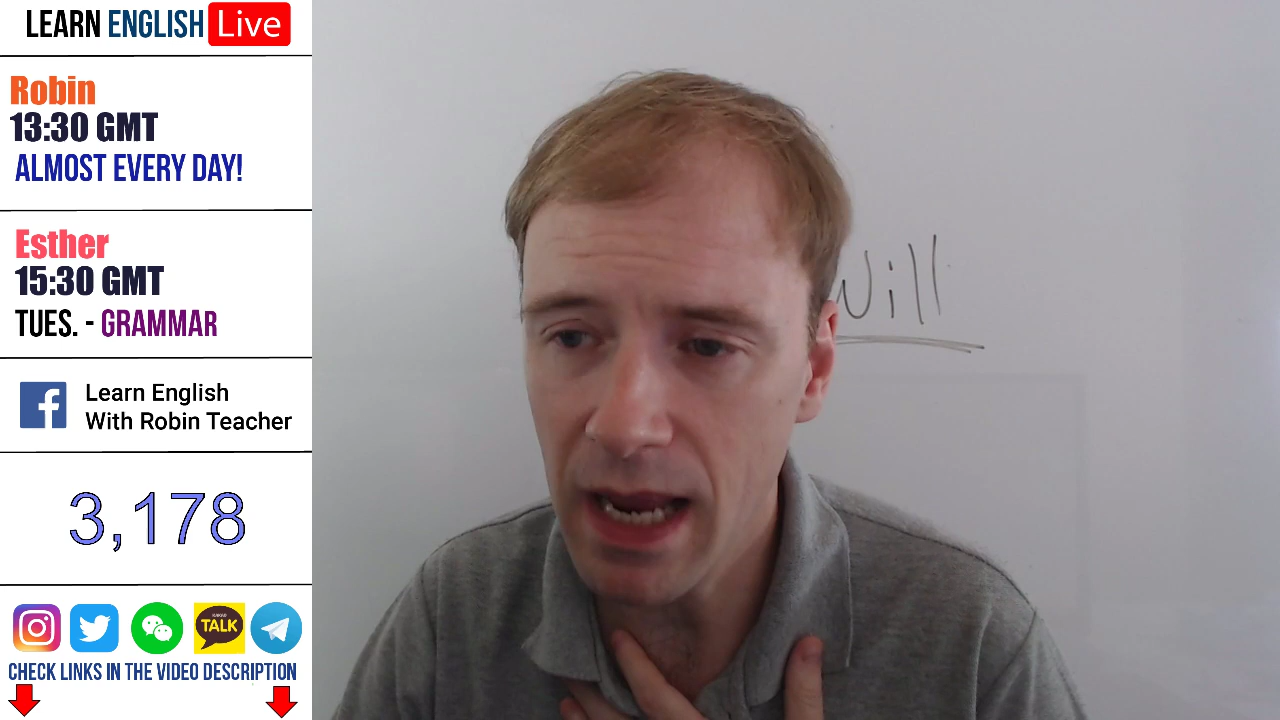 LEARN ENGLISH Live
Robin
13:30 GMT
ALMOST EVERY DAY!
Esther
15:30 GMT
TUES. - GRAMMAR
f
Learn English
With Robin Teacher
3,178
KAKAO
TALK
CHECK LINKS IN THE VIDEO DESCRIPTION
Will